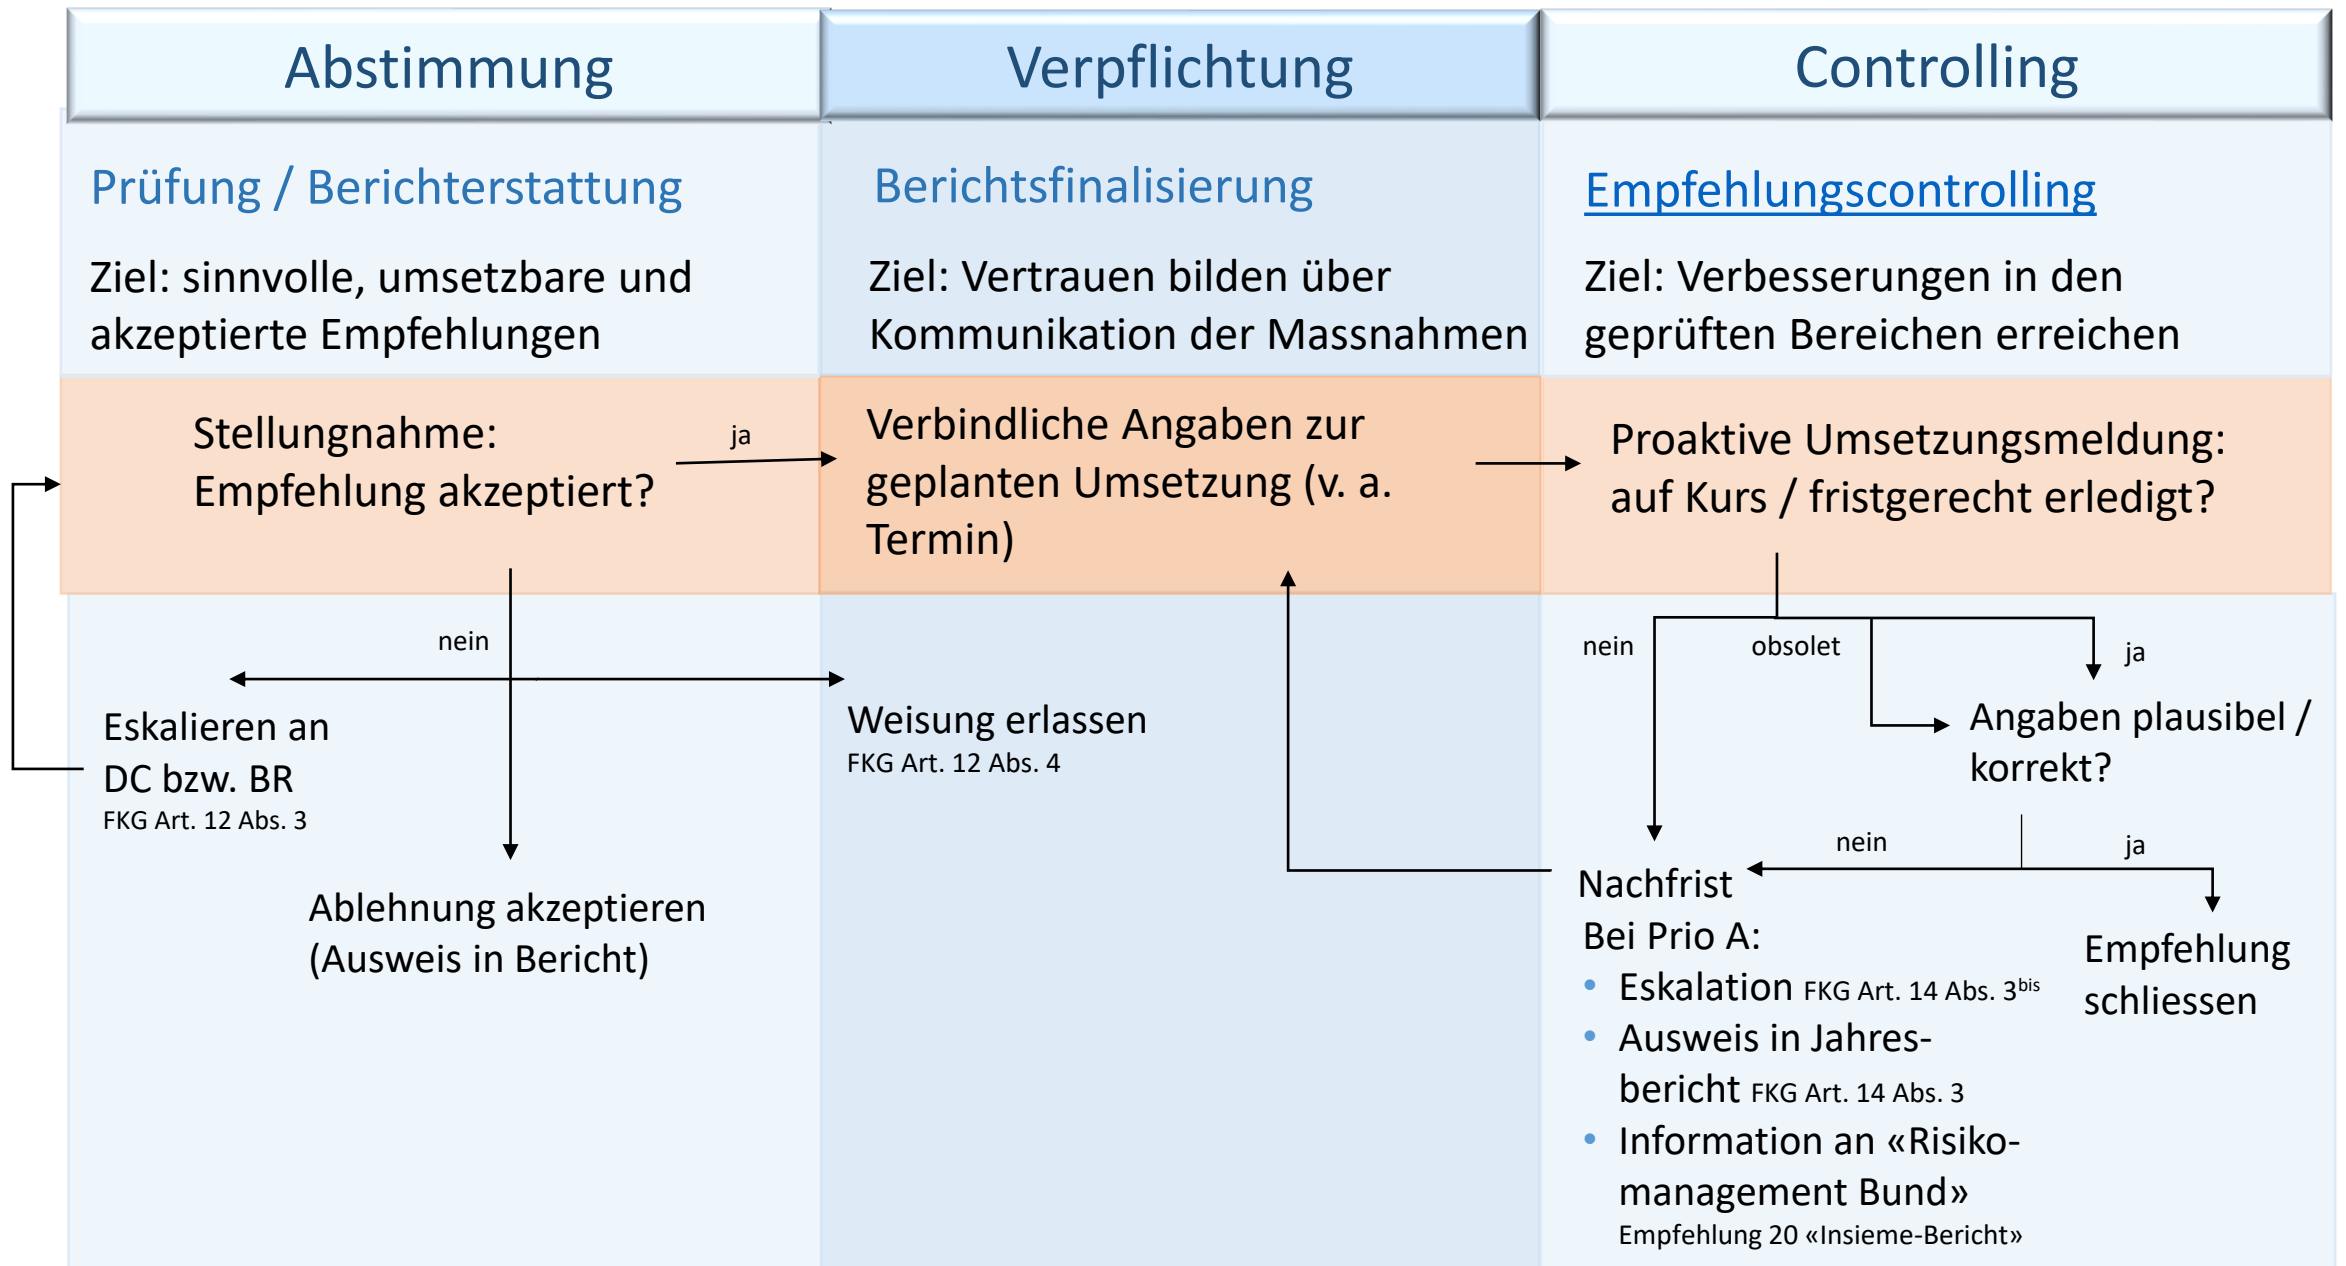 Abstimmung
Verpflichtung
Controlling
Prüfung / Berichterstattung
Ziel: sinnvolle, umsetzbare und
akzeptierte Empfehlungen
Berichtsfinalisierung
Ziel: Vertrauen bilden über
Kommunikation der Massnahmen
Empfehlungscontrolling
Ziel: Verbesserungen in den
geprüften Bereichen erreichen
Stellungnahme:
Empfehlung akzeptiert?
ja
Verbindliche Angaben zur
geplanten Umsetzung (v. a.
Termin)
Proaktive Umsetzungsmeldung:
auf Kurs / fristgerecht erledigt?
nein
Eskalieren an
DC bzw. BR
FKG Art. 12 Abs. 3
Ablehnung akzeptieren
(Ausweis in Bericht)
Weisung erlassen
FKG Art. 12 Abs. 4
nein
obsolet
ja
Angaben plausibel /
korrekt?
nein
ja
Nachfrist
Bei Prio A:
• Eskalation FKG Art. 14 Abs. 3bis
• Ausweis in Jahres-
bericht FKG Art. 14 Abs. 3
• Information an «Risiko-
management Bund»
Empfehlung 20 «Insieme-Bericht»
Empfehlung
schliessen